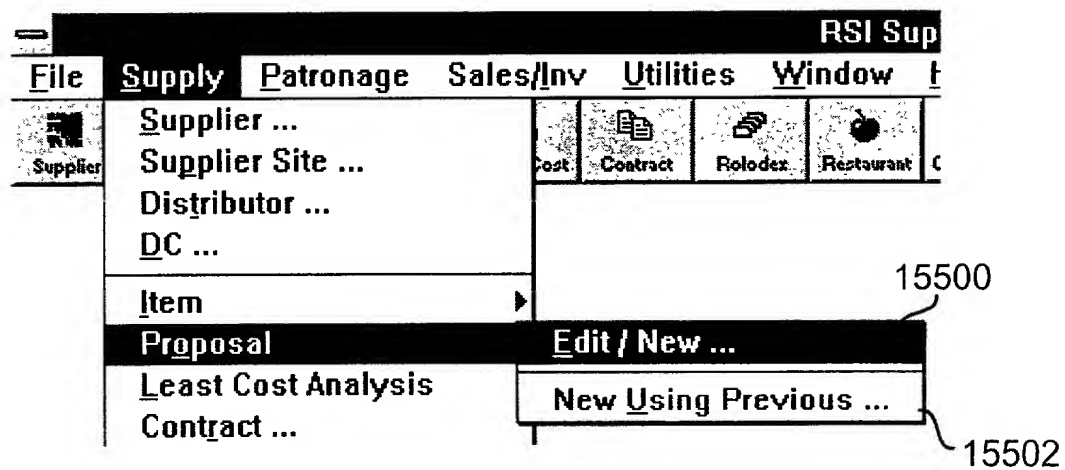 RSI Sup
File Supply Patronage Sales/Inv Utilities Window
Supplier Cost Contract Rolodex Restaurant
Supplier ...
Supplier Site ...
Distributor ...
DC ...
15500
Item
Proposal Edit / New ...
Least Cost Analysis New Using Previous ...
Contract ...
15502